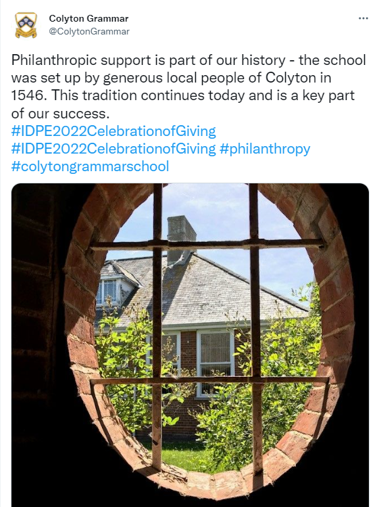 Colyton Grammar
@ColytonGrammar
Philanthropic support is part of our history - the school
was set up by generous local people of Colyton in
1546. This tradition continues today and is a key part
of our success.
#IDPE2022CelebrationofGiving
#IDPE2022CelebrationofGiving #philanthropy
#colytongrammarschool